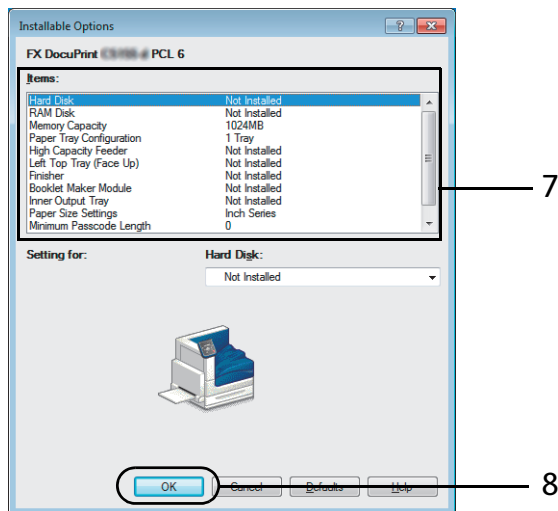 Installable Options
FX DocuPrint PCL 6
Items:
Hard Disk Not Installed
RAM Disk Not Installed
Memory Capacity 1024MB
Paper Tray Configuration 1 Tray
High Capacity Feeder Not Installed
Left Top Tray (Face Up) Not Installed
Finisher Not Installed
Booklet Maker Module Not Installed
Inner Output Tray Not Installed
Paper Size Settings Inch Series
Minimum Passcode Length 0
7
Setting for: Hard Disk:
Not Installed
OK Cancel Defaults Help
8